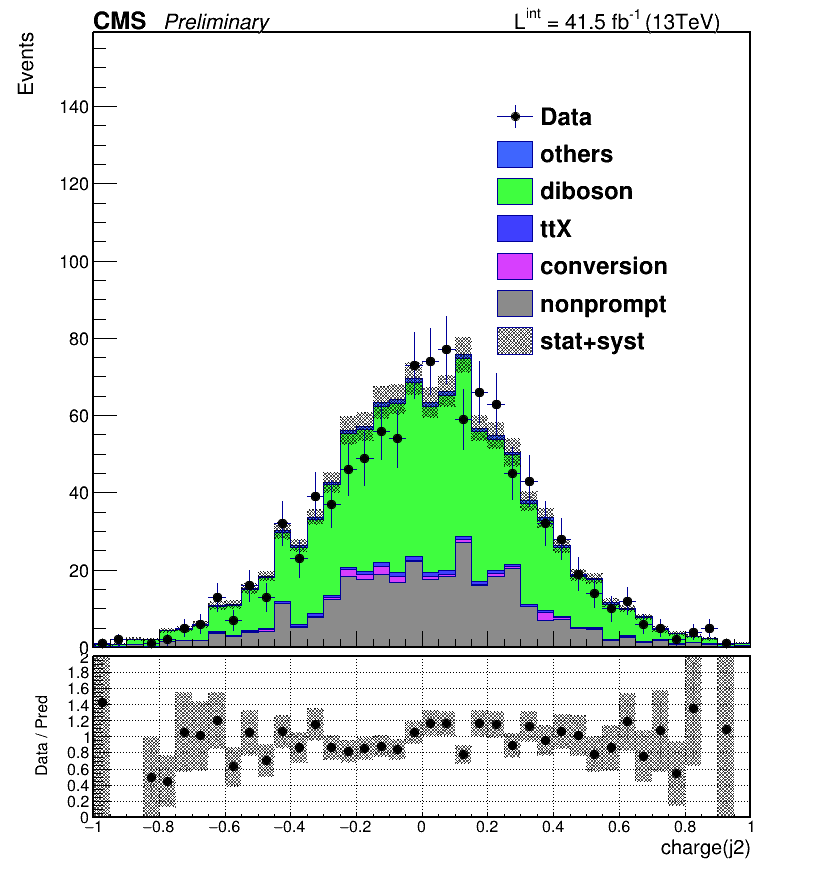 CMS Preliminary L^int = 41.5 fb^-1 (13TeV)
Events
140
120
100
80
60
40
20
0
Data
others
diboson
ttX
conversion
nonprompt
stat+syst
Data / Pred
2
1.8
1.6
1.4
1.2
1
0.8
0.6
0.4
0.2
0
−1 −0.8 −0.6 −0.4 −0.2 0 0.2 0.4 0.6 0.8 1
charge(j2)